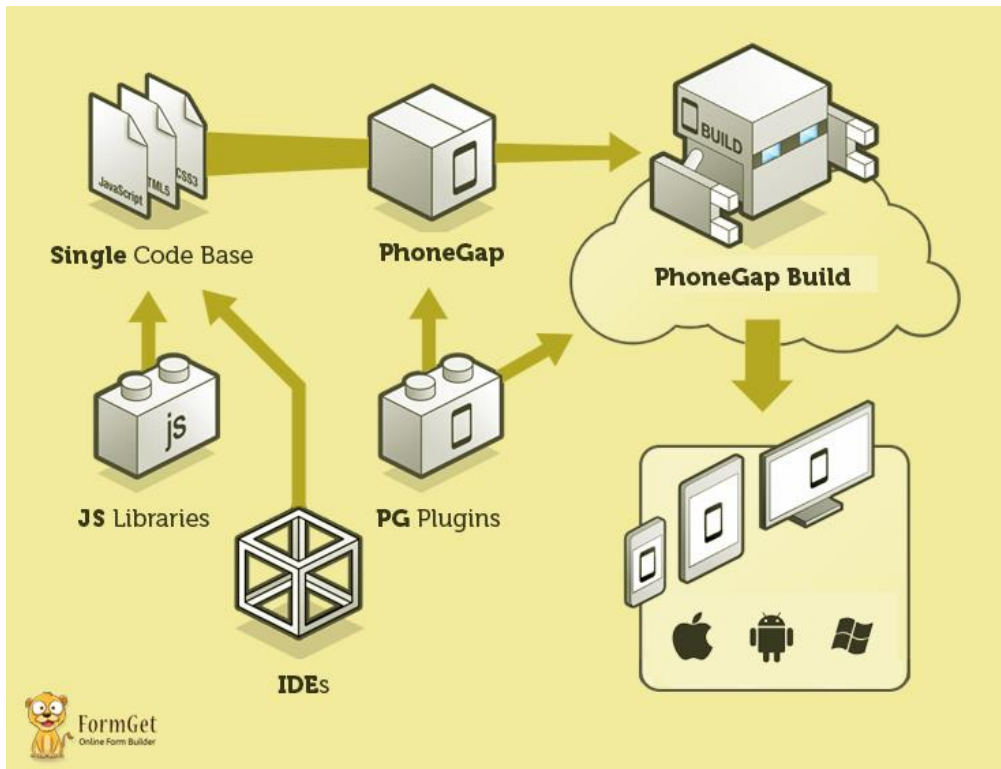 JavaScript
HTML5
CSS3
BUILD
Single Code Base
PhoneGap
PhoneGap Build
js
JS Libraries
PG Plugins
IDEs
FormGet
Online Form Builder